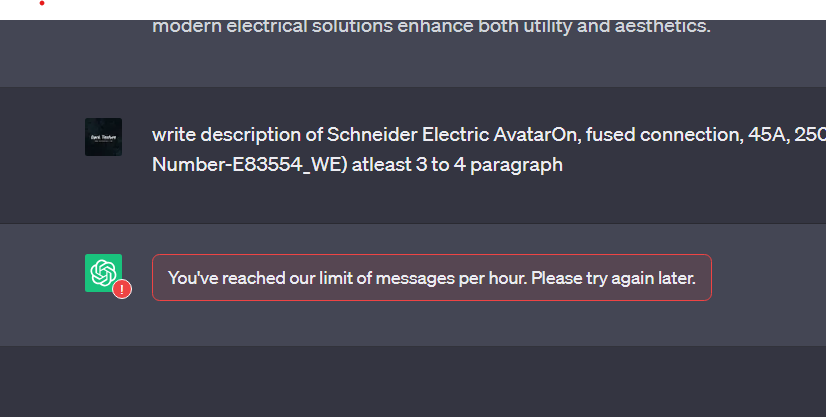 modern electrical solutions enhance both utility and aesthetics.
write description of Schneider Electric AvatarOn, fused connection, 45A, 250
Number-E83554_WE) atleast 3 to 4 paragraph
You've reached our limit of messages per hour. Please try again later.
!